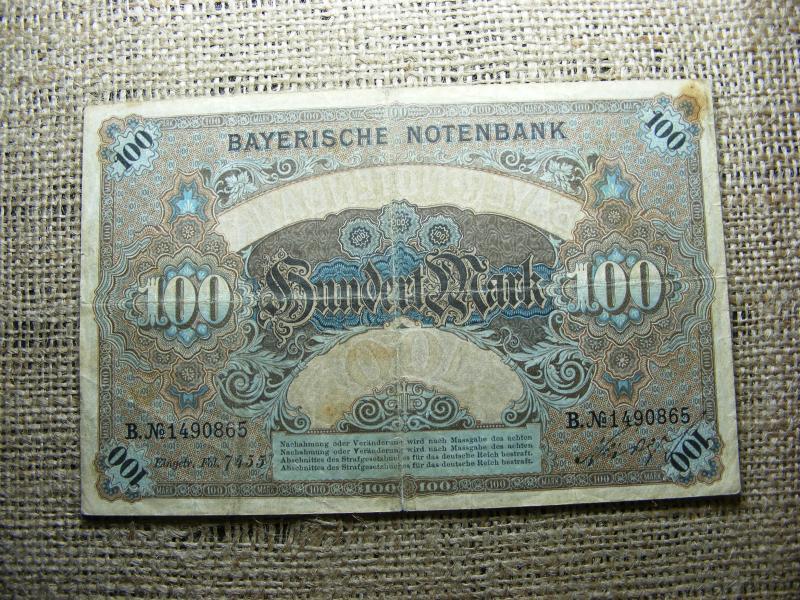 100 100
BAYERISCHE NOTENBANK
Hundert Mark
100 100
B.№1490865 B.№1490865
Eingetr. Fol. 7455
Nachahmung oder Veränderung wird nach Massgabe des achten
Nachahmung oder Veränderung wird nach Massgabe des achten
Abschnittes des Strafgesetzbuches für das deutsche Reich bestraft.
Abschnittes des Strafgesetzbuches für das deutsche Reich bestraft.
100 100
100 100